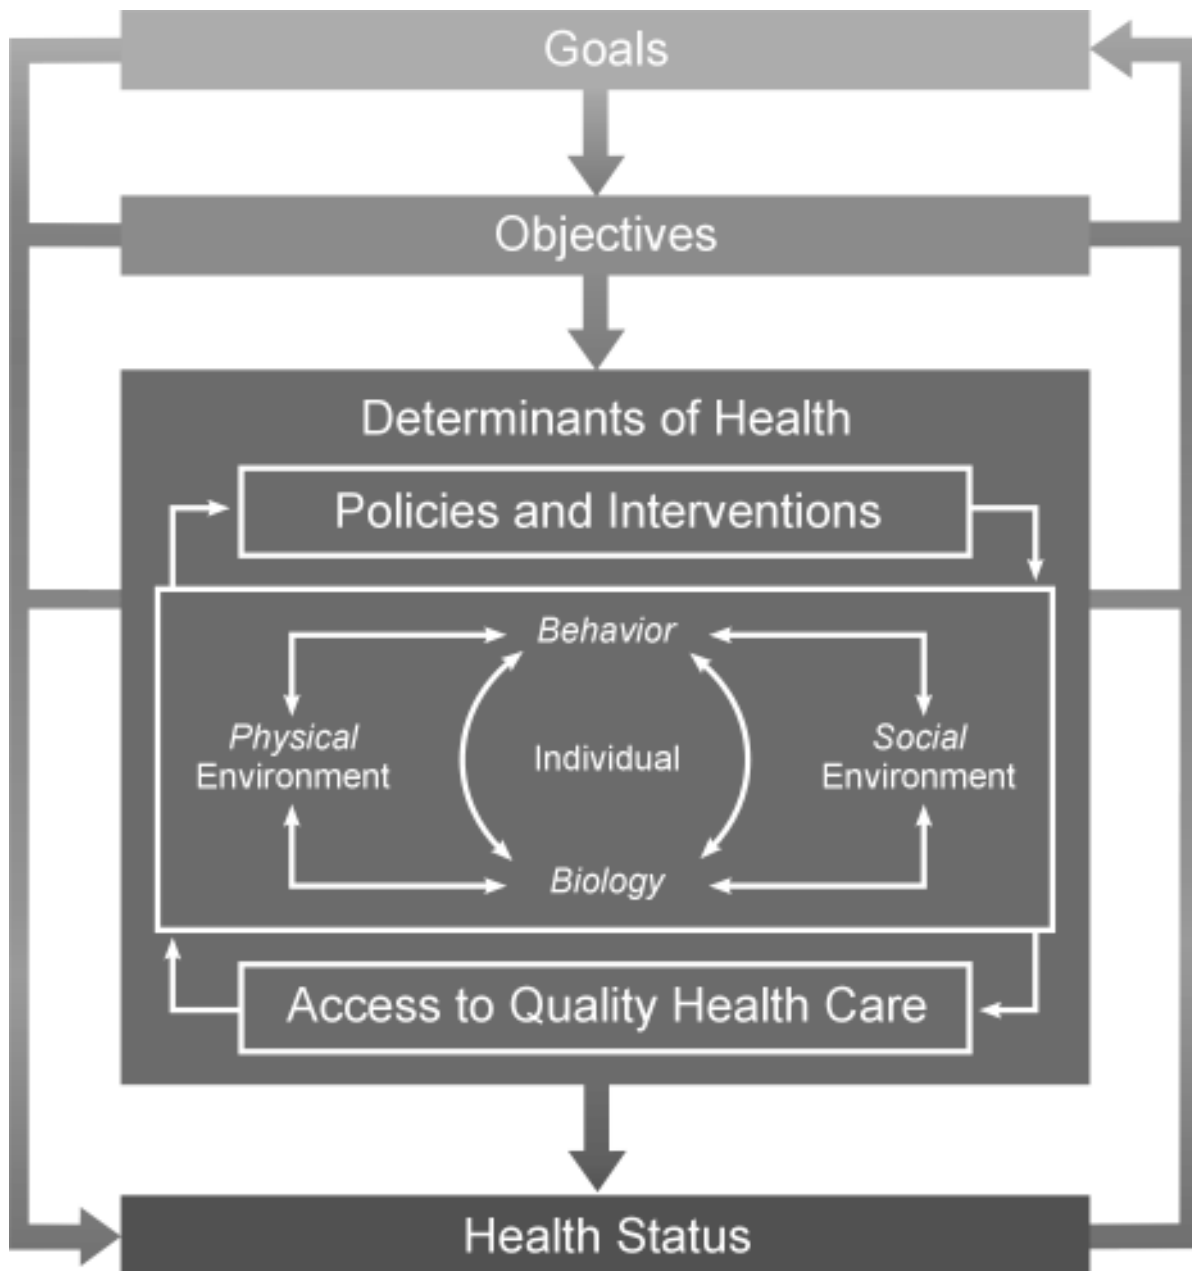 Goals
Objectives
Determinants of Health
Policies and Interventions
Behavior
Physical
Environment
Individual
Social
Environment
Biology
Access to Quality Health Care
Health Status